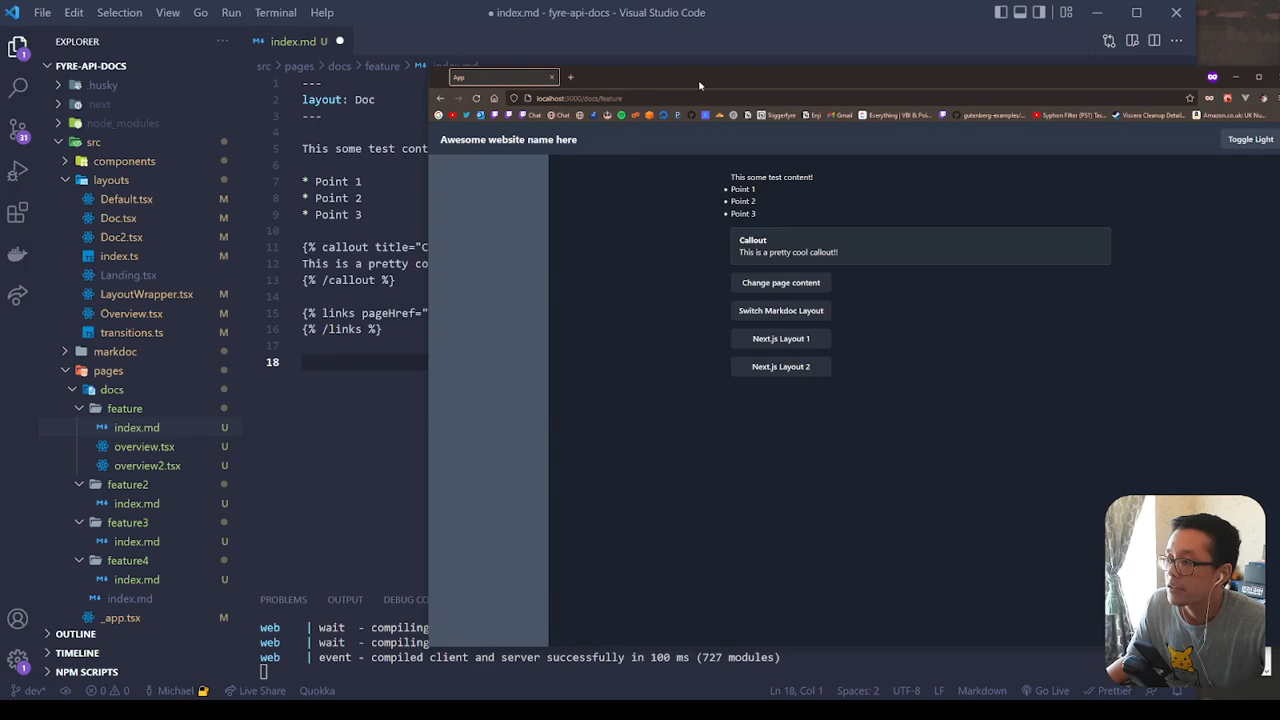 File Edit Selection View Go Run Terminal Help
● index.md - fyre-api-docs - Visual Studio Code
EXPLORER
FYRE-API-DOCS
.husky
.next
node_modules
src
components
layouts
Default.tsx M
Doc.tsx M
Doc2.tsx M
index.ts M
Landing.tsx
LayoutWrapper.tsx M
Overview.tsx M
transitions.ts M
markdoc
pages
docs
feature
index.md U
overview.tsx U
overview2.tsx U
feature2
index.md U
feature3
index.md U
feature4
index.md U
index.md
_app.tsx M
OUTLINE
TIMELINE
NPM SCRIPTS
index.md U
src > pages > docs > feature > index.md
1 ---
2 layout: Doc
3 ---
4
5 This some test cont
6
7 * Point 1
8 * Point 2
9 * Point 3
10
11 {% callout title="C
12 This is a pretty co
13 {% /callout %}
14
15 {% links pageHref="
16 {% /links %}
17
18
App
localhost:3000/docs/feature
Chat Chat Triggerfyre Enji Gmail Everything | VBI & Poi... gutenberg-examples/... Syphon Filter (PS1) Tas... Viscera Cleanup Detail... Amazon.co.uk: UK Nu...
Awesome website name here
Toggle Light
This some test content!
Point 1
Point 2
Point 3
Callout
This is a pretty cool callout!!
Change page content
Switch Markdoc Layout
Next.js Layout 1
Next.js Layout 2
PROBLEMS OUTPUT DEBUG CO
web | wait - compiling
web | wait - compiling
web | event - compiled client and server successfully in 100 ms (727 modules)
1
31
1
dev* 0 0 Michael Live Share Quokka
Ln 18, Col 1 Spaces: 2 UTF-8 LF Markdown Go Live Prettier